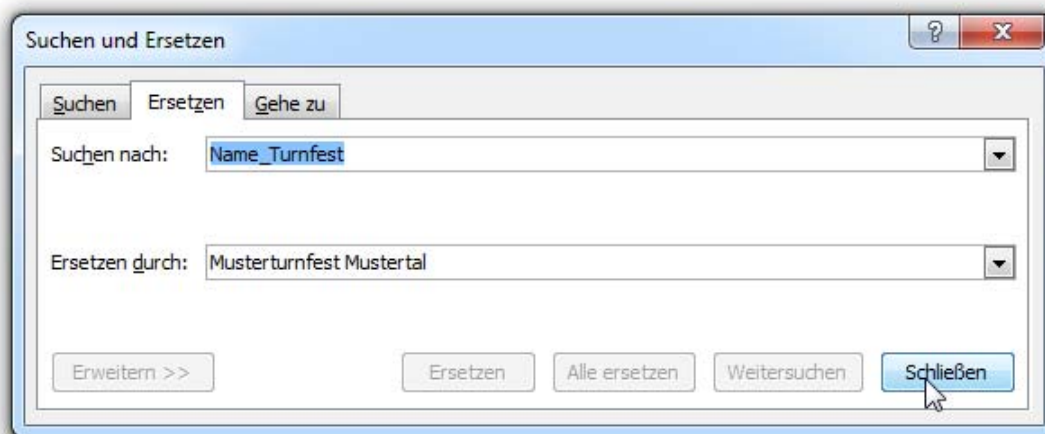 Suchen und Ersetzen
Suchen Ersetzen Gehe zu
Suchen nach: Name_Turnfest
Ersetzen durch: Musterturnfest Mustertal
Erweitern >> Ersetzen Alle ersetzen Weitersuchen Schließen